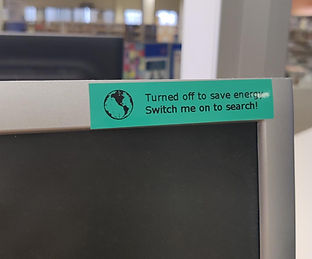 Turned off to save energy
Switch me on to search!